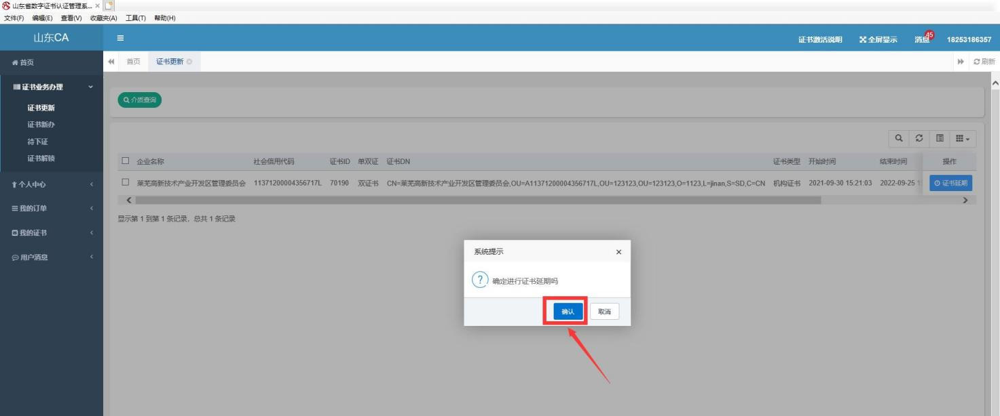 山东省数字证书认证管理系... ×
文件(F) 编辑(E) 查看(V) 收藏夹(A) 工具(T) 帮助(H)
山东CA
证书激活说明 全屏显示 消息 45 18253186357
首页
首页 证书更新 刷新
证书业务办理
证书更新
证书新办
待下证
证书解锁
个人中心
我的订单
我的证书
用户消息
介质查询
企业名称 社会信用代码 证书ID 单双证 证书DN 证书类型 开始时间 结束时间 操作
莱芜高新技术产业开发区管理委员会 11371200004356717L 70190 双证书 CN=莱芜高新技术产业开发区管理委员会,OU=A11371200004356717L,OU=123123,OU=123123,O=1123,L=jinan,S=SD,C=CN 机构证书 2021-09-30 15:21:03 2022-09-25 1 证书延期
显示第 1 到第 1 条记录，总共 1 条记录
系统提示 ×
? 确定进行证书延期吗
确认 取消